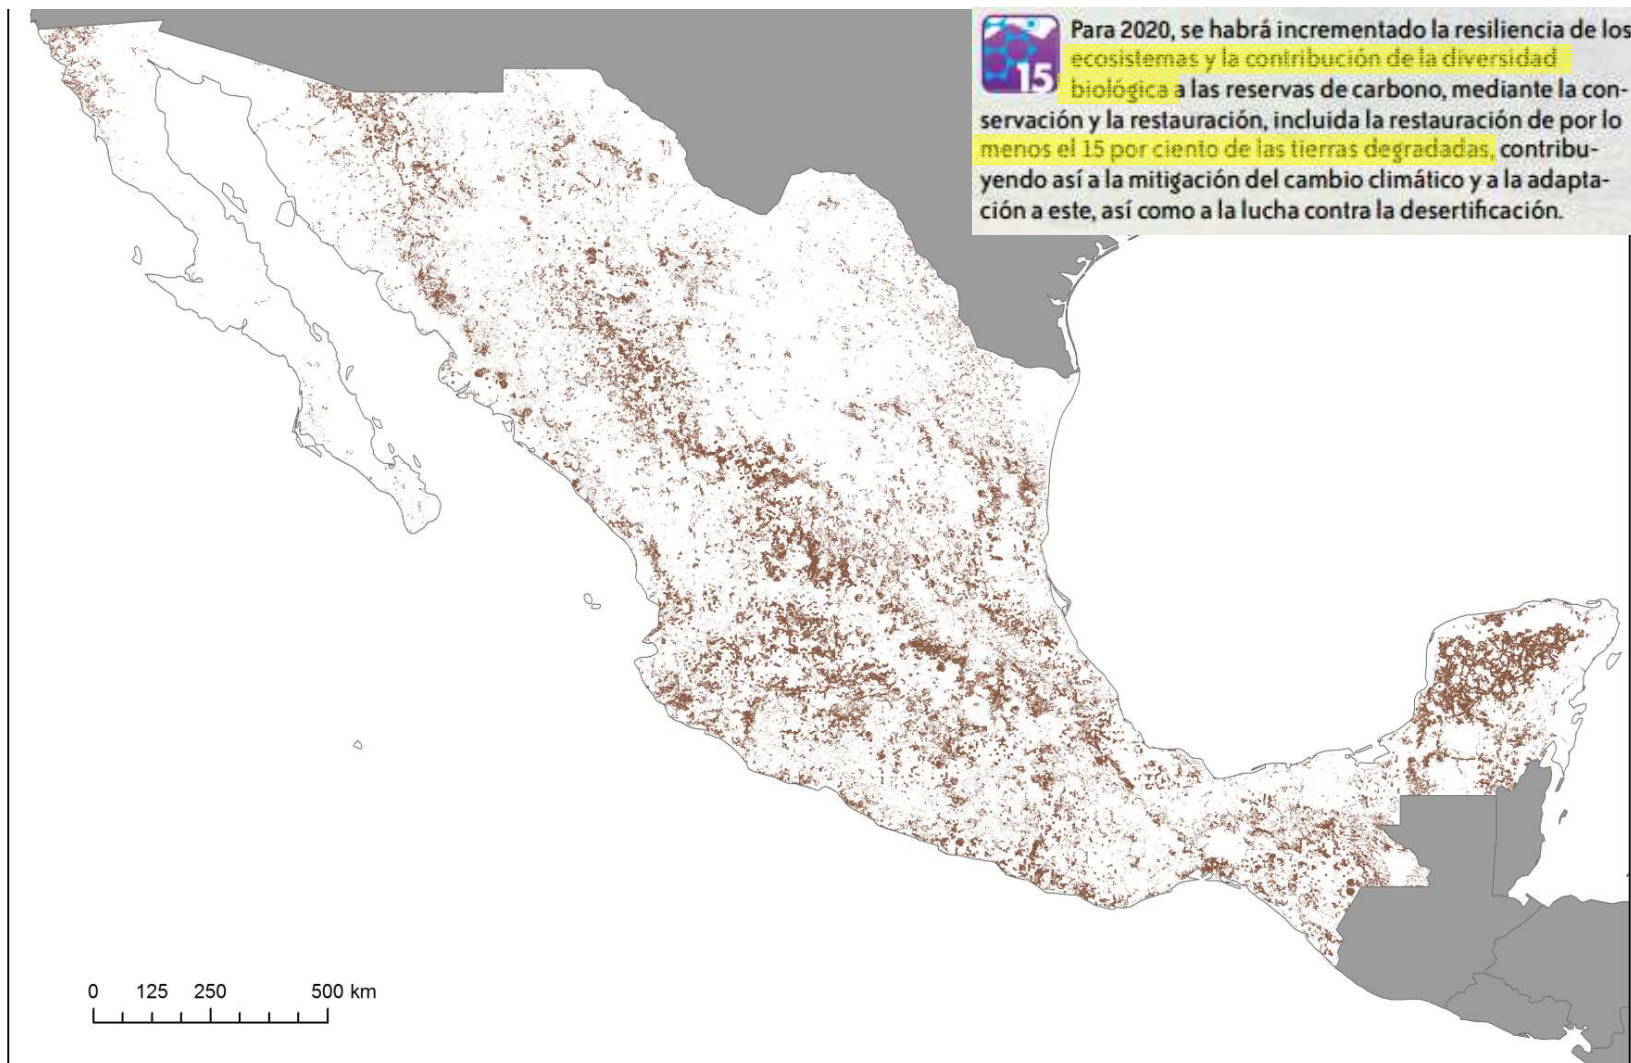 Para 2020, se habrá incrementado la resiliencia de los
ecosistemas y la contribución de la diversidad
biológica a las reservas de carbono, mediante la con-
servación y la restauración, incluida la restauración de por lo
menos el 15 por ciento de las tierras degradadas, contribu-
yendo así a la mitigación del cambio climático y a la adapta-
ción a este, así como a la lucha contra la desertificación.
15
0 125 250 500 km